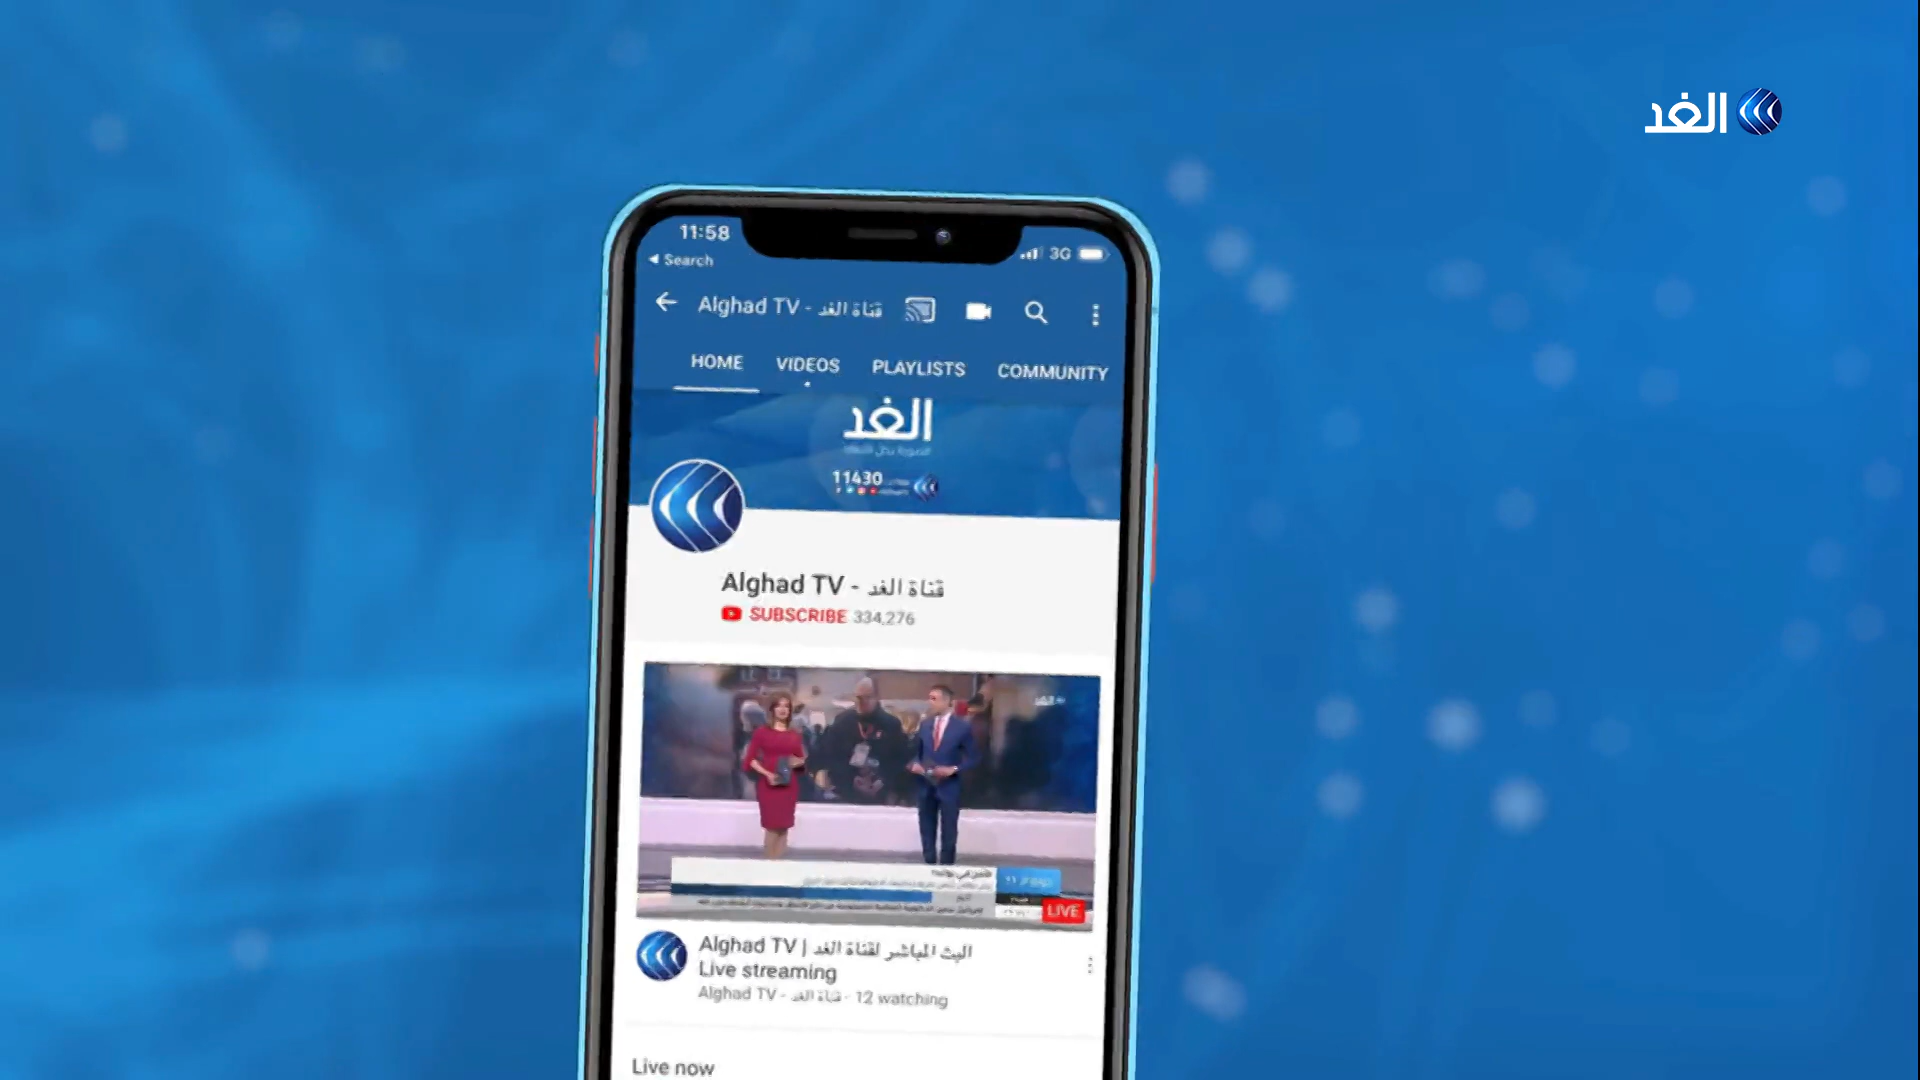 الغد
11:58
3G
Search
Alghad TV - قناة الغد
HOME VIDEOS PLAYLISTS COMMUNITY
الغد
11430
Alghad TV - قناة الغد
SUBSCRIBE 334,276
الغد
LIVE
Alghad TV | البث المباشر لقناة الغد
Live streaming
Alghad TV - قناة الغد · 12 watching
Live now